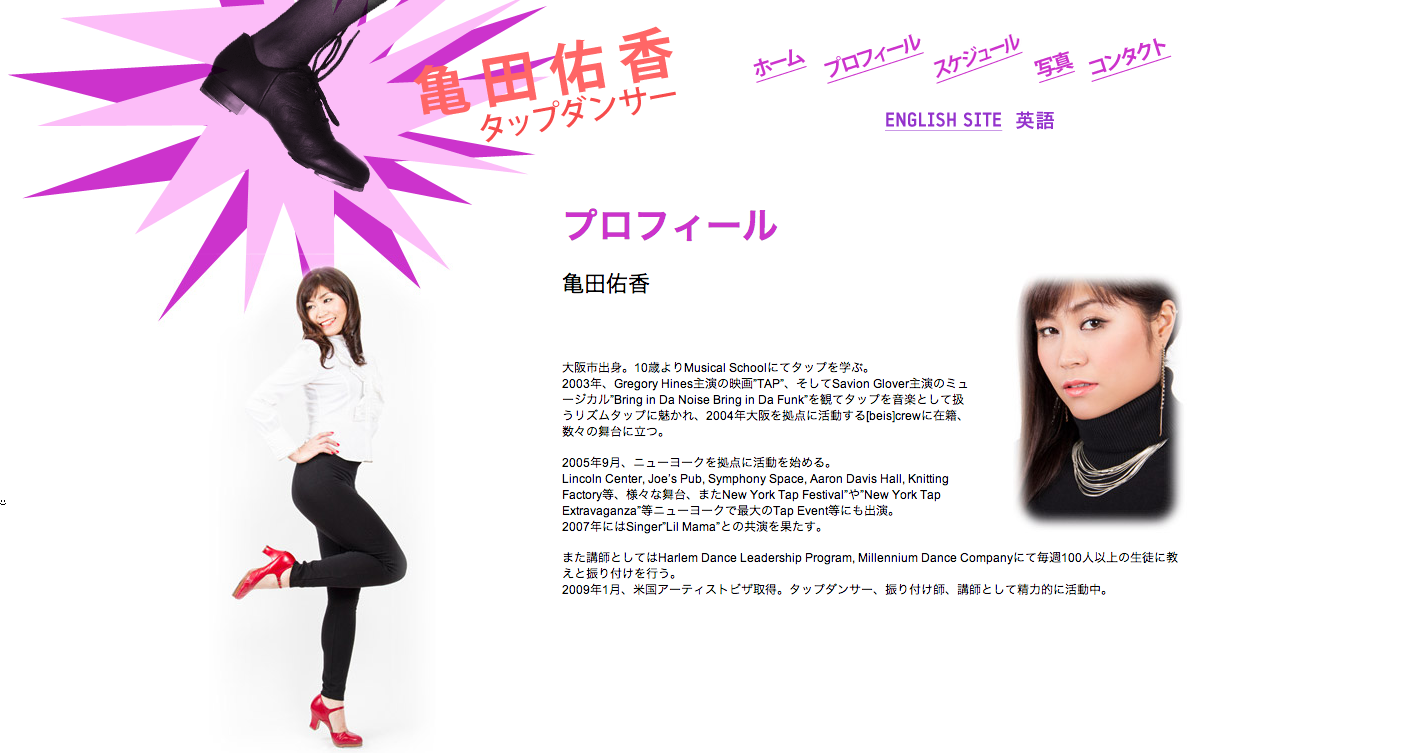 亀田佑香
タップダンサー
ホーム プロフィール スケジュール 写真 コンタクト
ENGLISH SITE 英語
プロフィール
亀田佑香
大阪市出身。10歳よりMusical Schoolにてタップを学ぶ。
2003年、Gregory Hines主演の映画”TAP”、そしてSavion Glover主演のミュ
ージカル”Bring in Da Noise Bring in Da Funk”を観てタップを音楽として扱
うリズムタップに魅かれ、2004年大阪を拠点に活動する[beis]crewに在籍、
数々の舞台に立つ。
2005年9月、ニューヨークを拠点に活動を始める。
Lincoln Center, Joe’s Pub, Symphony Space, Aaron Davis Hall, Knitting
Factory等、様々な舞台、またNew York Tap Festival”や”New York Tap
Extravaganza”等ニューヨークで最大のTap Event等にも出演。
2007年にはSinger”Lil Mama”との共演を果たす。
また講師としてはHarlem Dance Leadership Program, Millennium Dance Companyにて毎週100人以上の生徒に教
えと振り付けを行う。
2009年1月、米国アーティストビザ取得。タップダンサー、振り付け師、講師として精力的に活動中。